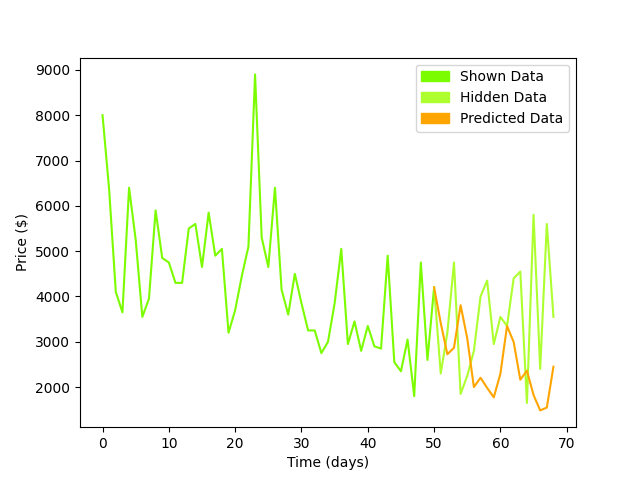 9000
8000
7000
6000
5000
4000
3000
2000
Price ($)
Shown Data
Hidden Data
Predicted Data
0 10 20 30 40 50 60 70
Time (days)